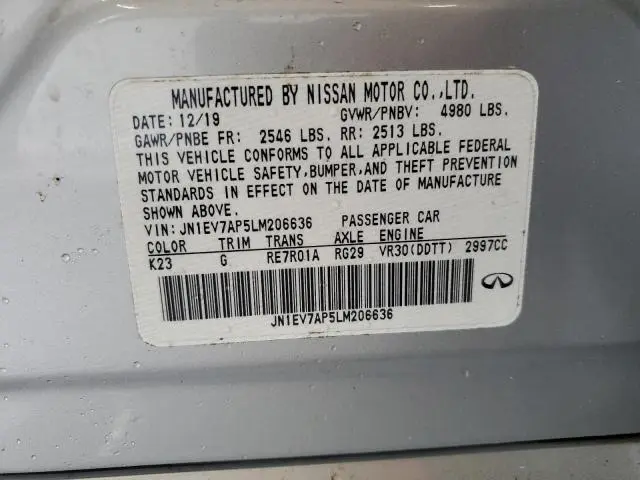 MANUFACTURED BY NISSAN MOTOR CO.,LTD.
DATE: 12/19 GVWR/PNBV: 4980 LBS.
GAWR/PNBE FR: 2546 LBS. RR: 2513 LBS.
THIS VEHICLE CONFORMS TO ALL APPLICABLE FEDERAL
MOTOR VEHICLE SAFETY,BUMPER,AND THEFT PREVENTION
STANDARDS IN EFFECT ON THE DATE OF MANUFACTURE
SHOWN ABOVE.
VIN: JN1EV7AP5LM206636 PASSENGER CAR
COLOR TRIM TRANS AXLE ENGINE
K23 G RE7R01A RG29 VR30(DDTT) 2997CC
JN1EV7AP5LM206636